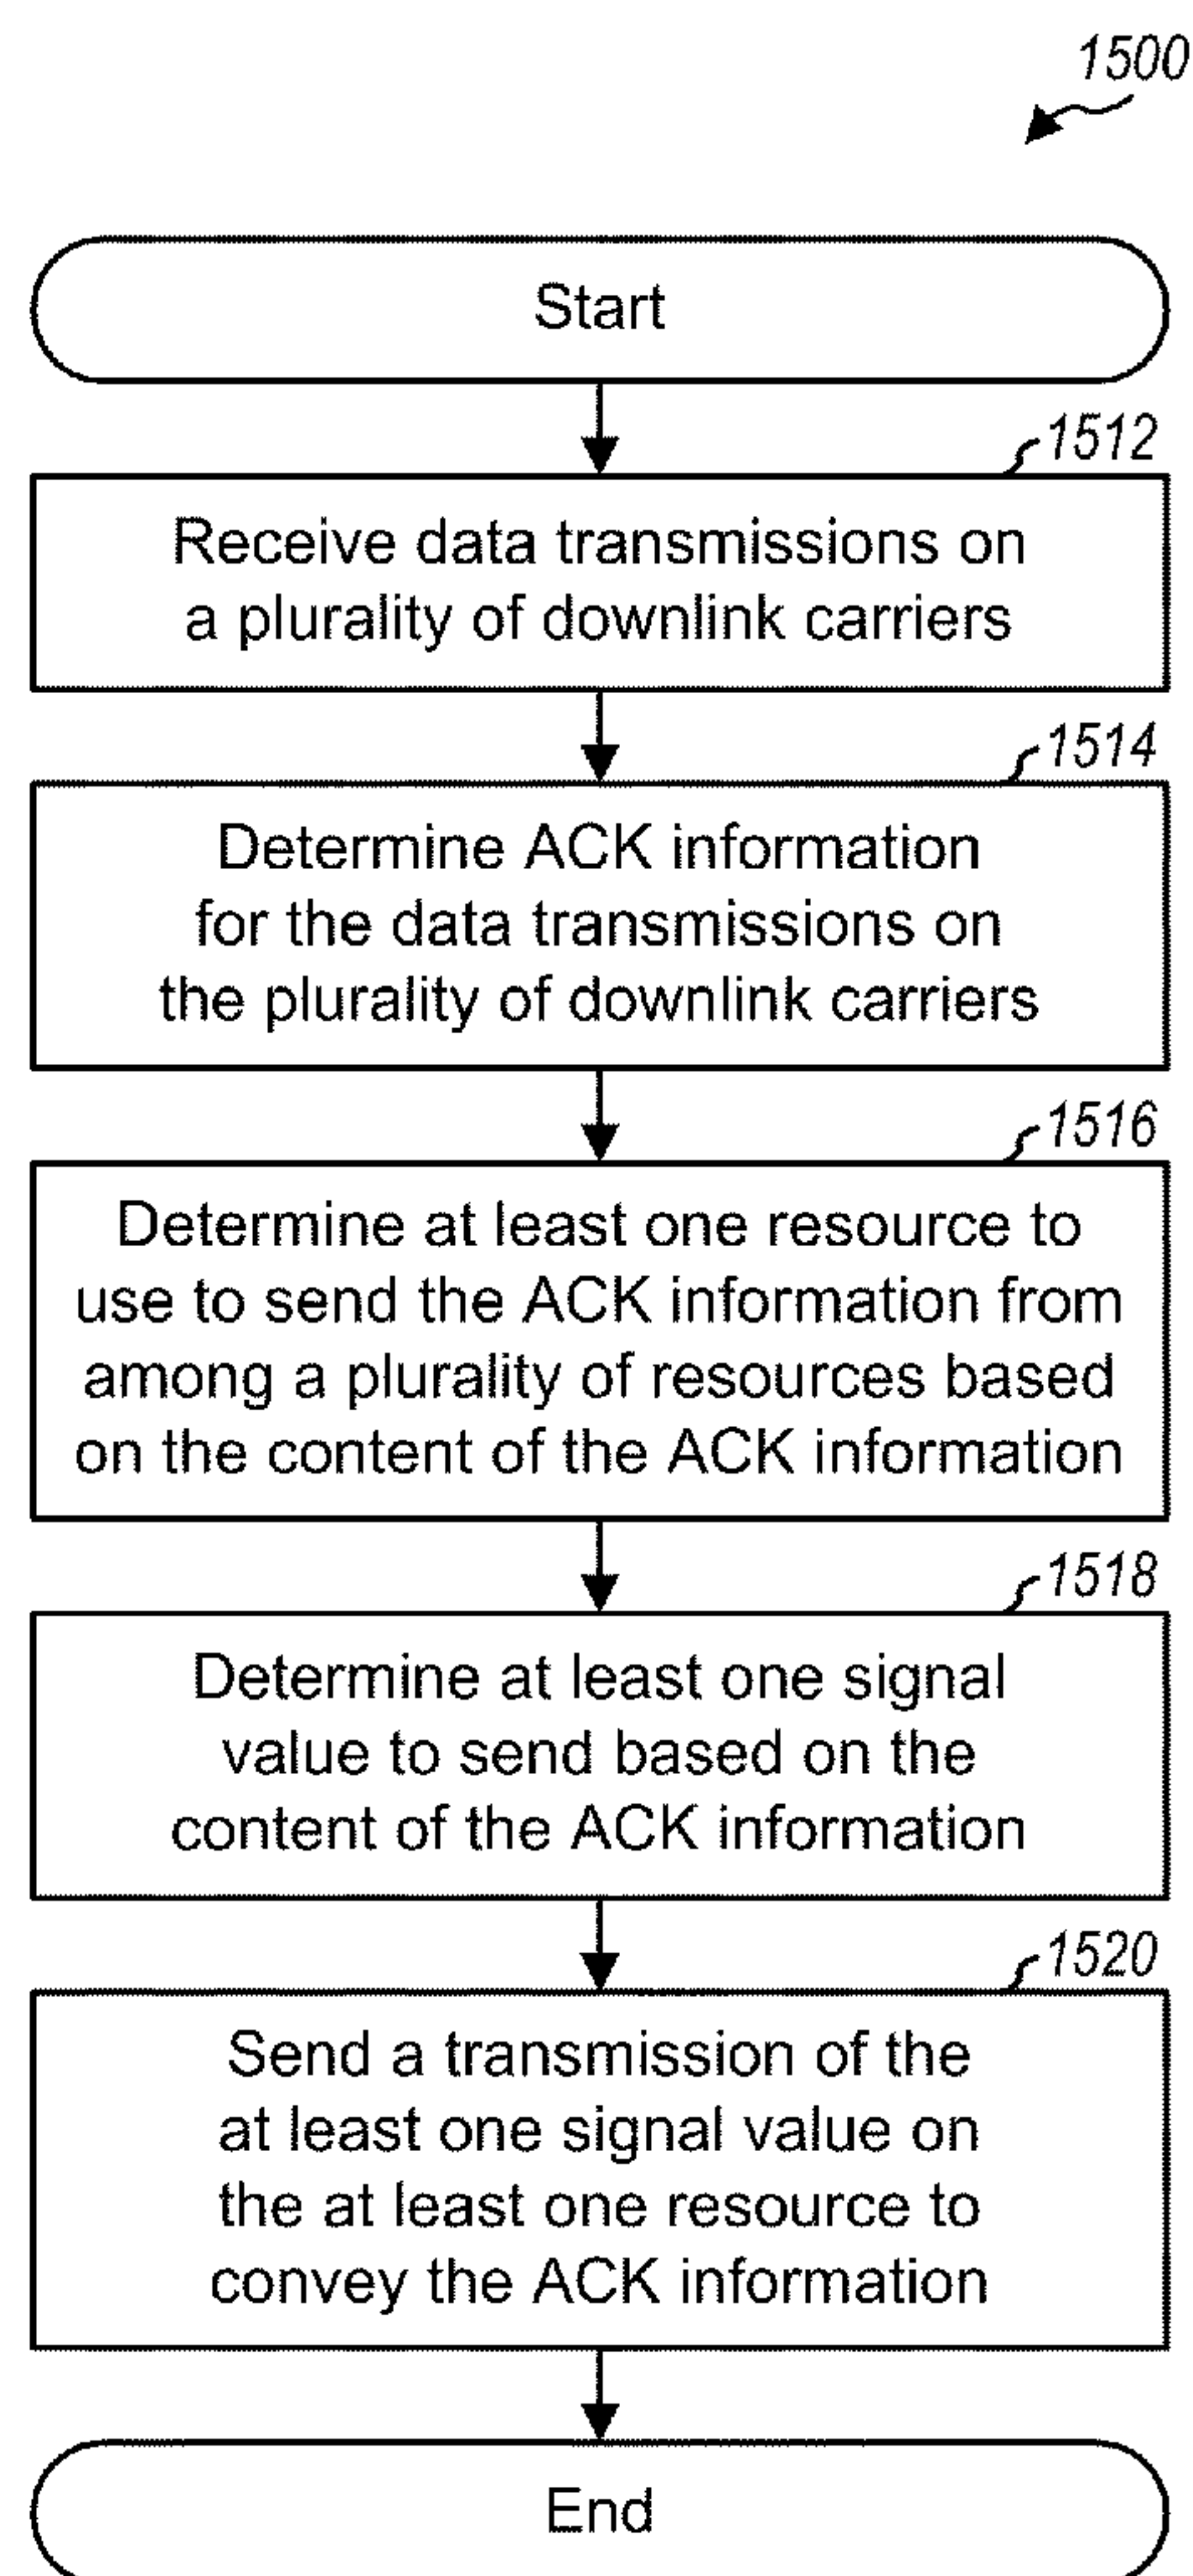 1500
Start
1512
Receive data transmissions on
a plurality of downlink carriers
1514
Determine ACK information
for the data transmissions on
the plurality of downlink carriers
1516
Determine at least one resource to
use to send the ACK information from
among a plurality of resources based
on the content of the ACK information
1518
Determine at least one signal
value to send based on the
content of the ACK information
1520
Send a transmission of the
at least one signal value on
the at least one resource to
convey the ACK information
End